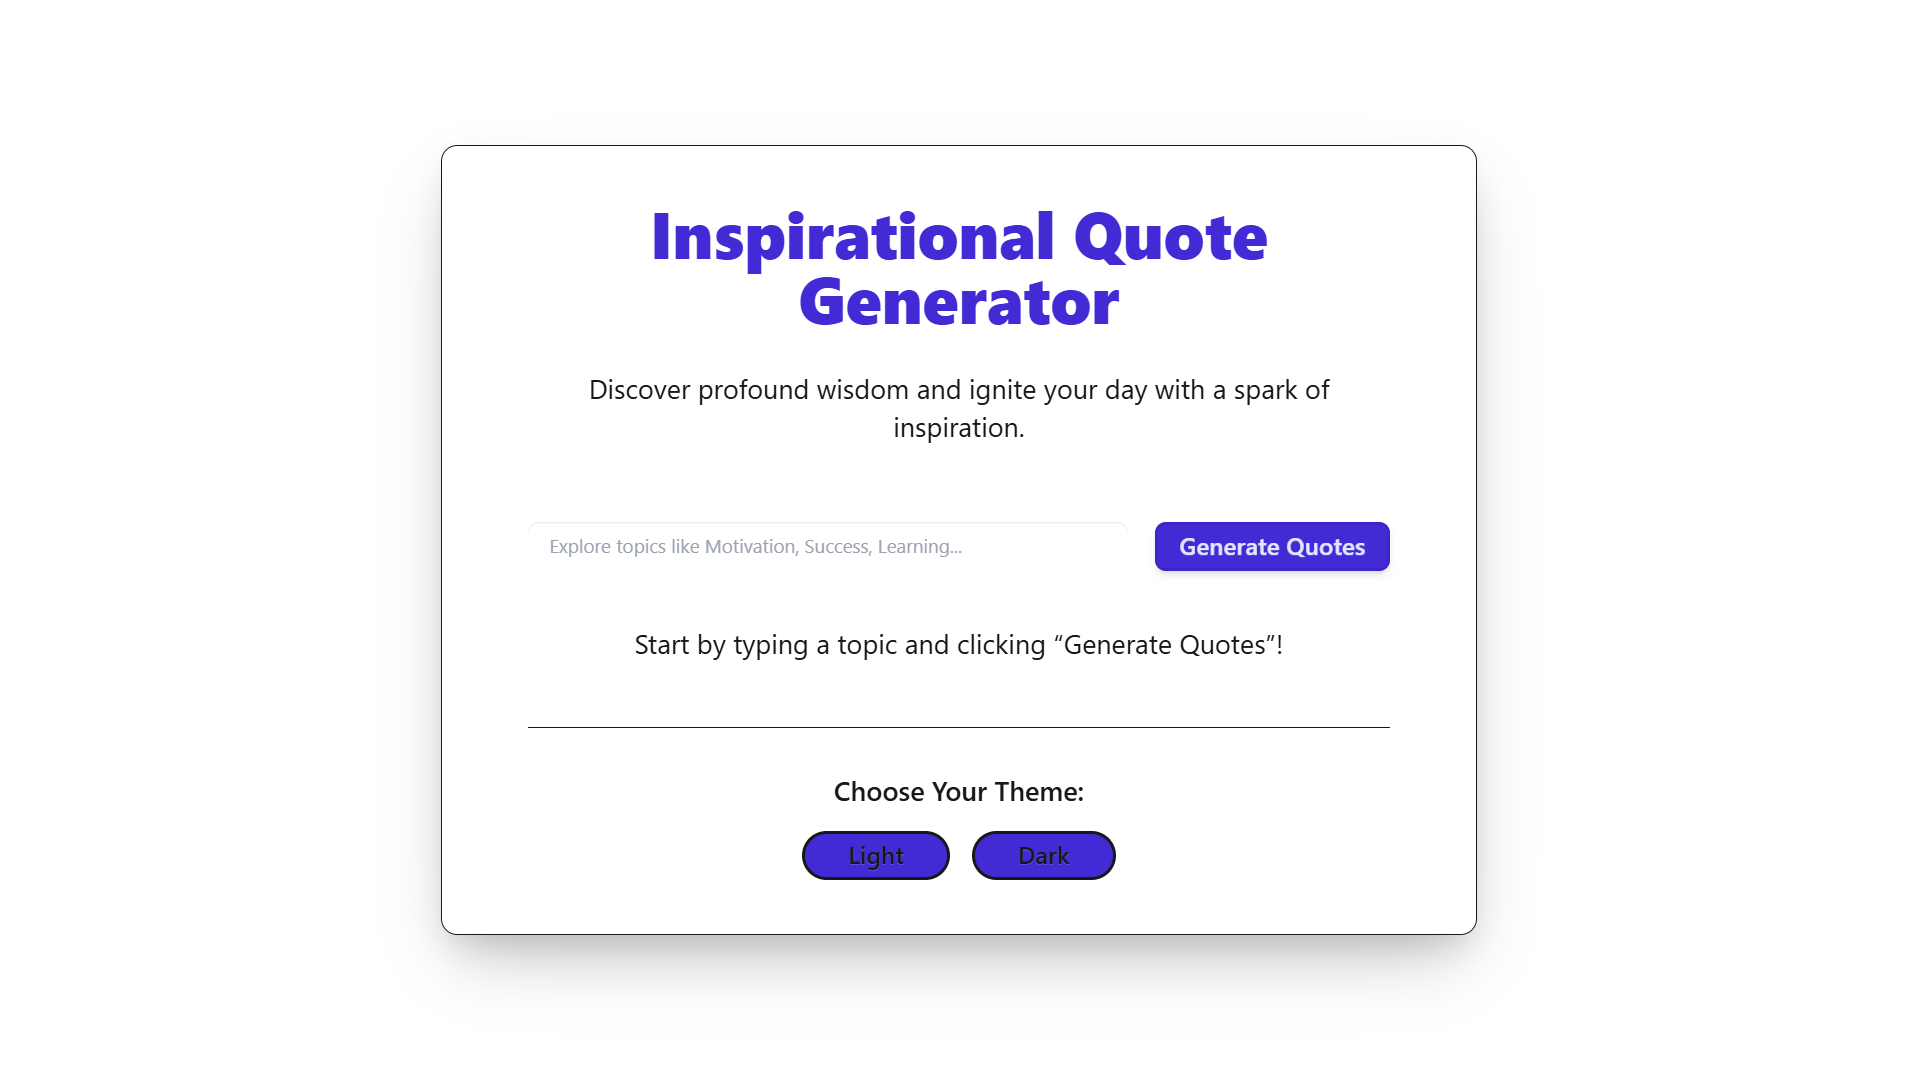 Inspirational Quote
Generator
Discover profound wisdom and ignite your day with a spark of
inspiration.
Explore topics like Motivation, Success, Learning...
Generate Quotes
Start by typing a topic and clicking “Generate Quotes”!
Choose Your Theme:
Light
Dark